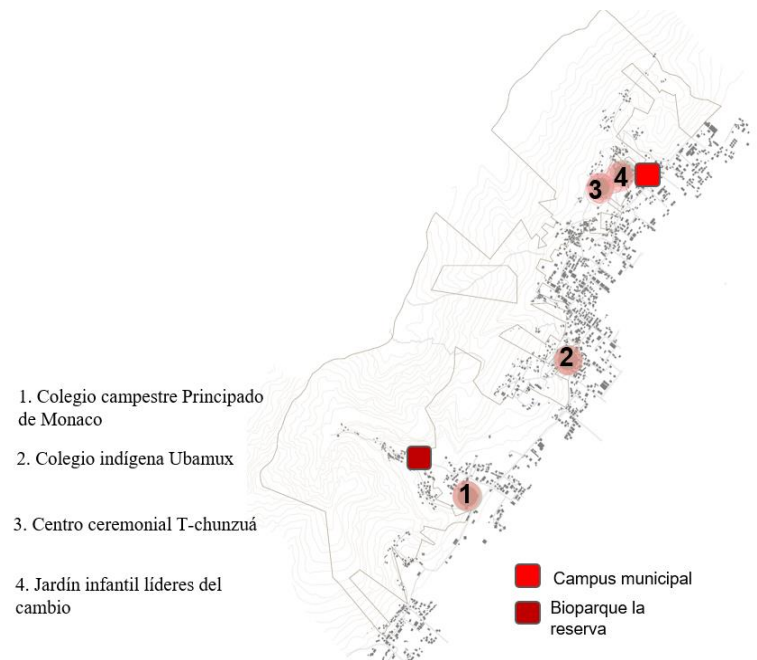 4
3
2
1
1. Colegio campestre Principado
de Monaco
2. Colegio indígena Ubamux
3. Centro ceremonial T-chunzuá
4. Jardín infantil líderes del
cambio
Campus municipal
Bioparque la
reserva